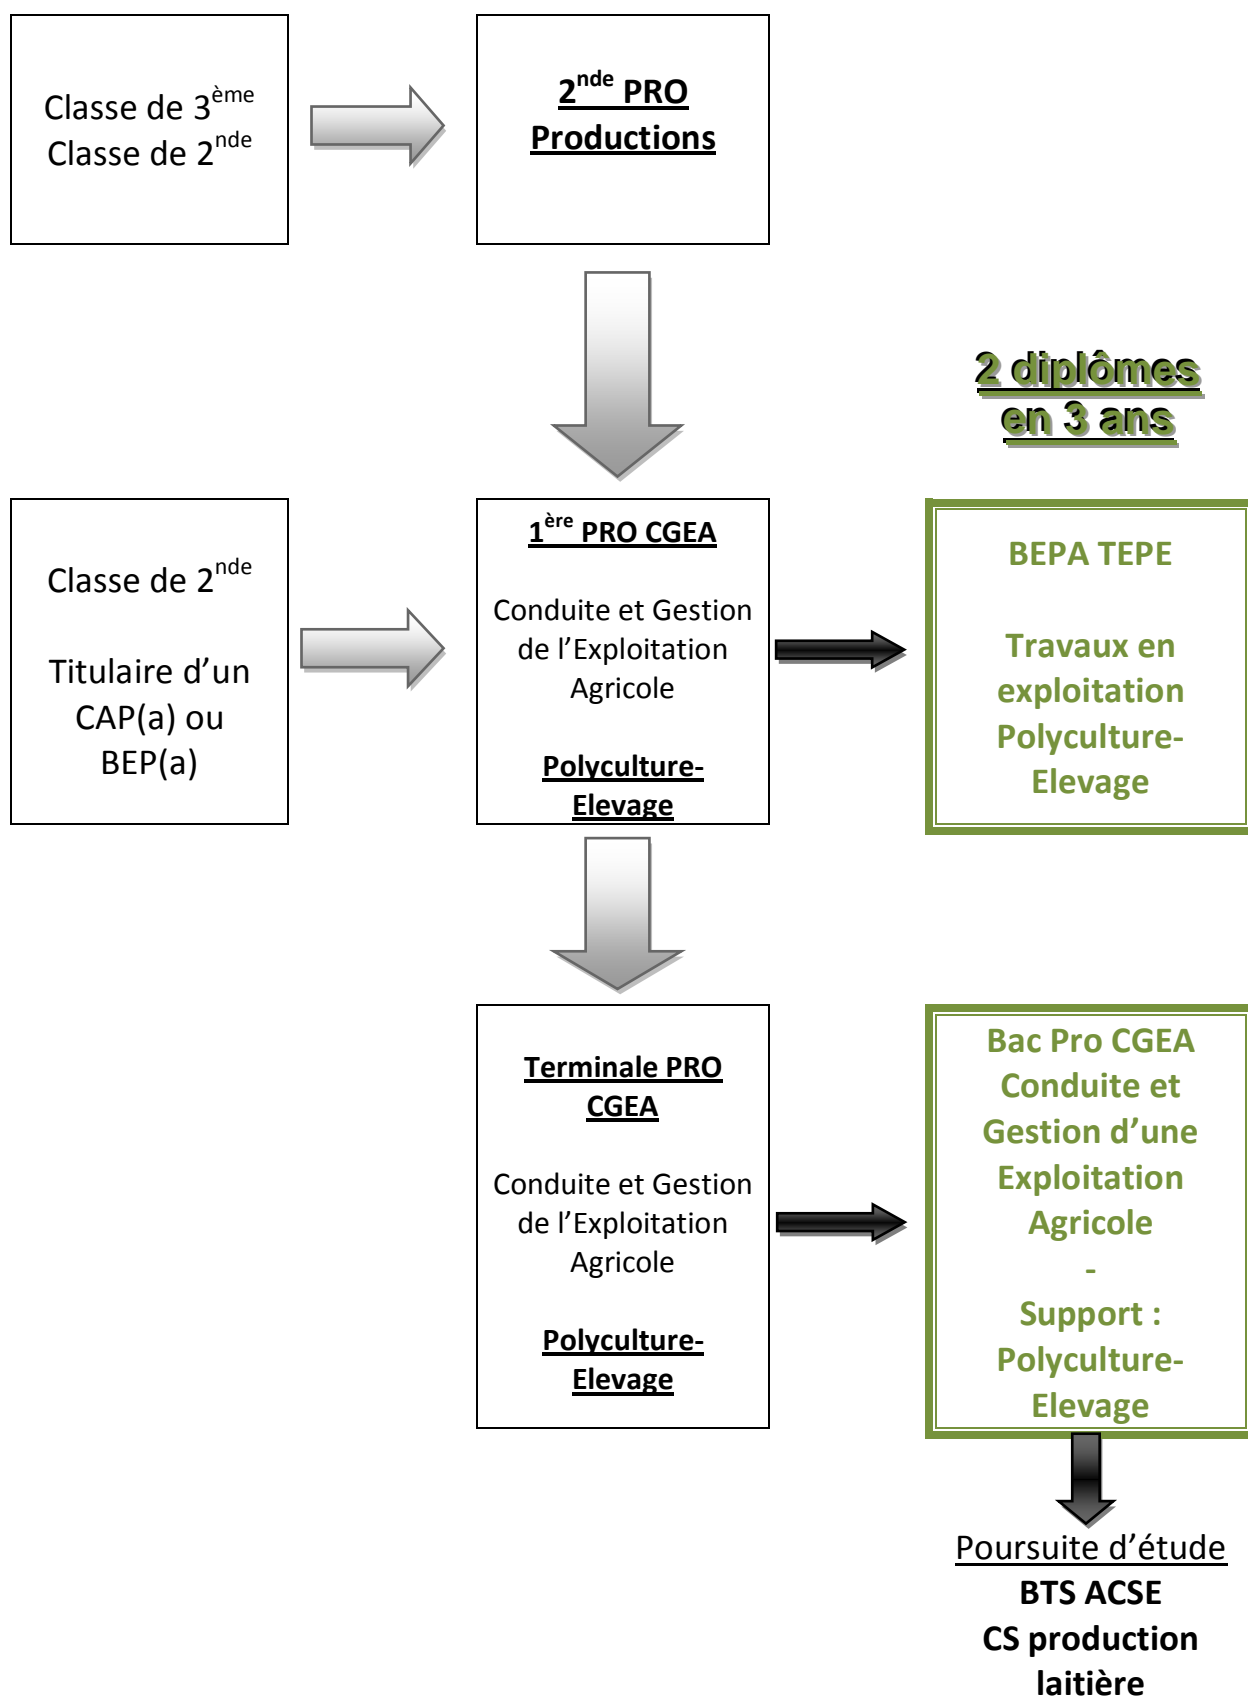 Classe de 3ème
Classe de 2nde
2nde PRO
Productions
2 diplômes
en 3 ans
Classe de 2nde
Titulaire d’un
CAP(a) ou
BEP(a)
1ère PRO CGEA
Conduite et Gestion
de l’Exploitation
Agricole
Polyculture-
Elevage
BEPA TEPE
Travaux en
exploitation
Polyculture-
Elevage
Terminale PRO
CGEA
Conduite et Gestion
de l’Exploitation
Agricole
Polyculture-
Elevage
Bac Pro CGEA
Conduite et
Gestion d’une
Exploitation
Agricole
-
Support :
Polyculture-
Elevage
Poursuite d’étude
BTS ACSE
CS production
laitière